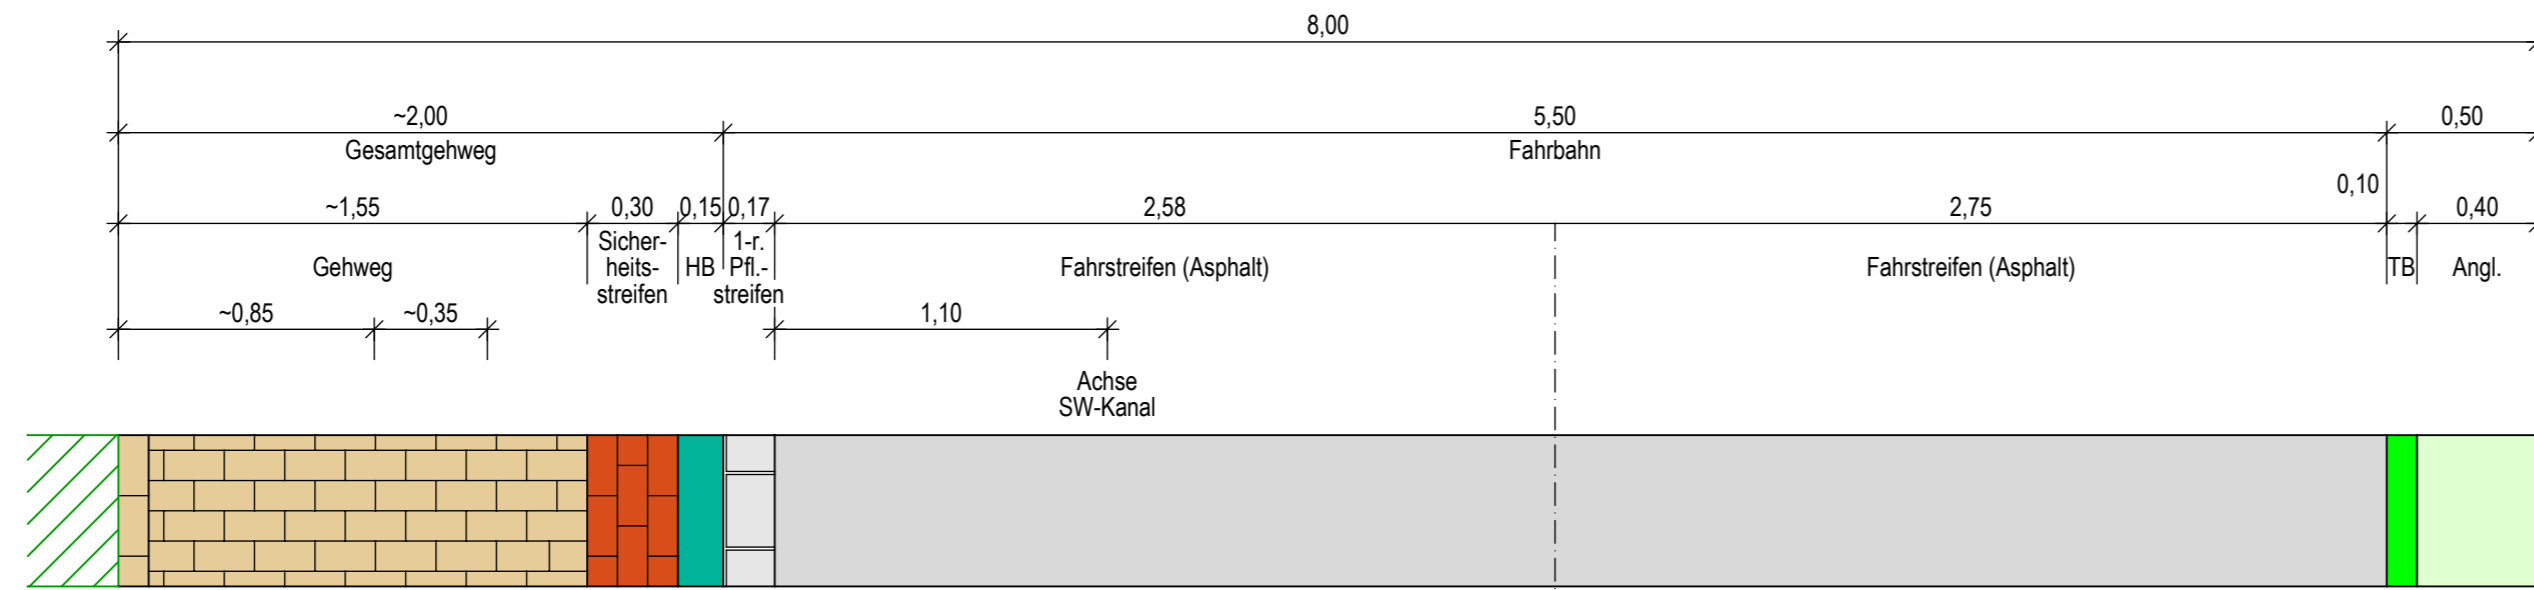 8,00
~2,00
5,50
0,50
Gesamtgehweg
Fahrbahn
0,10
~1,55
0,30
0,15
0,17
2,58
2,75
0,40
Gehweg
Sicher-
heits-
streifen
HB
1-r.
Pfl.-
streifen
Fahrstreifen (Asphalt)
Fahrstreifen (Asphalt)
TB
Angl.
~0,85
~0,35
1,10
Achse
SW-Kanal